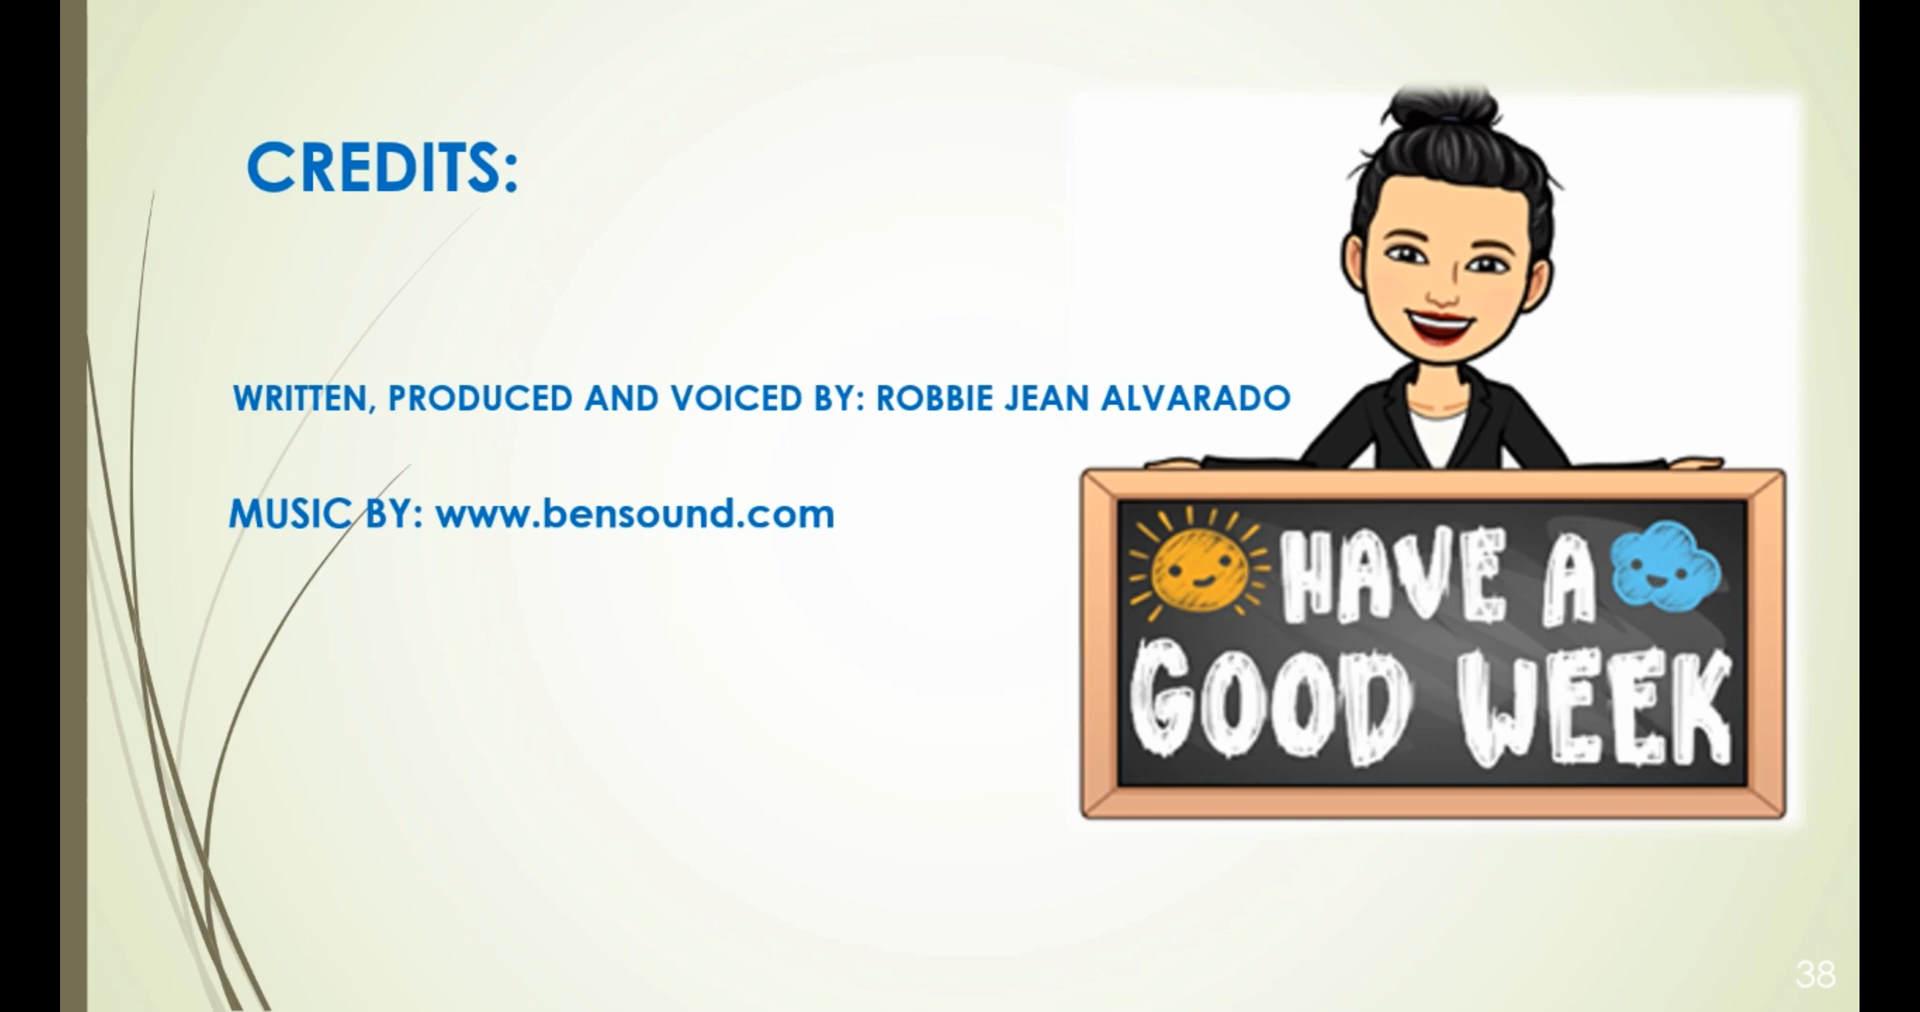 CREDITS:
WRITTEN, PRODUCED AND VOICED BY: ROBBIE JEAN ALVARADO
MUSIC BY: www.bensound.com
HAVE A
GOOD WEEK
38